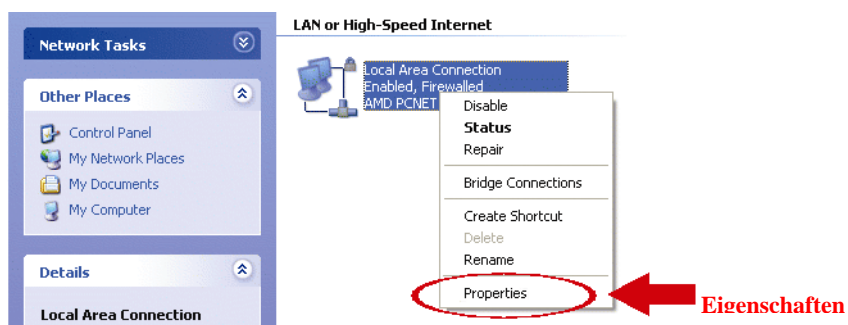 Network Tasks
Other Places
Control Panel
My Network Places
My Documents
My Computer
Details
Local Area Connection
LAN or High-Speed Internet
Local Area Connection
Enabled, Firewalled
AMD PCNET
Disable
Status
Repair
Bridge Connections
Create Shortcut
Delete
Rename
Properties
Eigenschaften